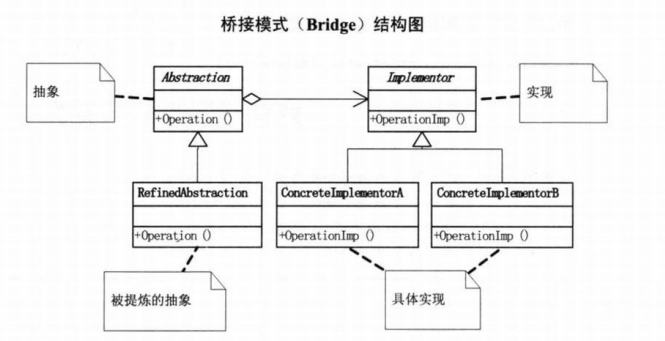 桥接模式（Bridge）结构图
抽象
Abstraction
+Operation ()
Implementor
+OperationImp ()
实现
RefinedAbstraction
+Operation ()
ConcreteImplementorA
+OperationImp ()
ConcreteImplementorB
+OperationImp ()
被提炼的抽象
具体实现